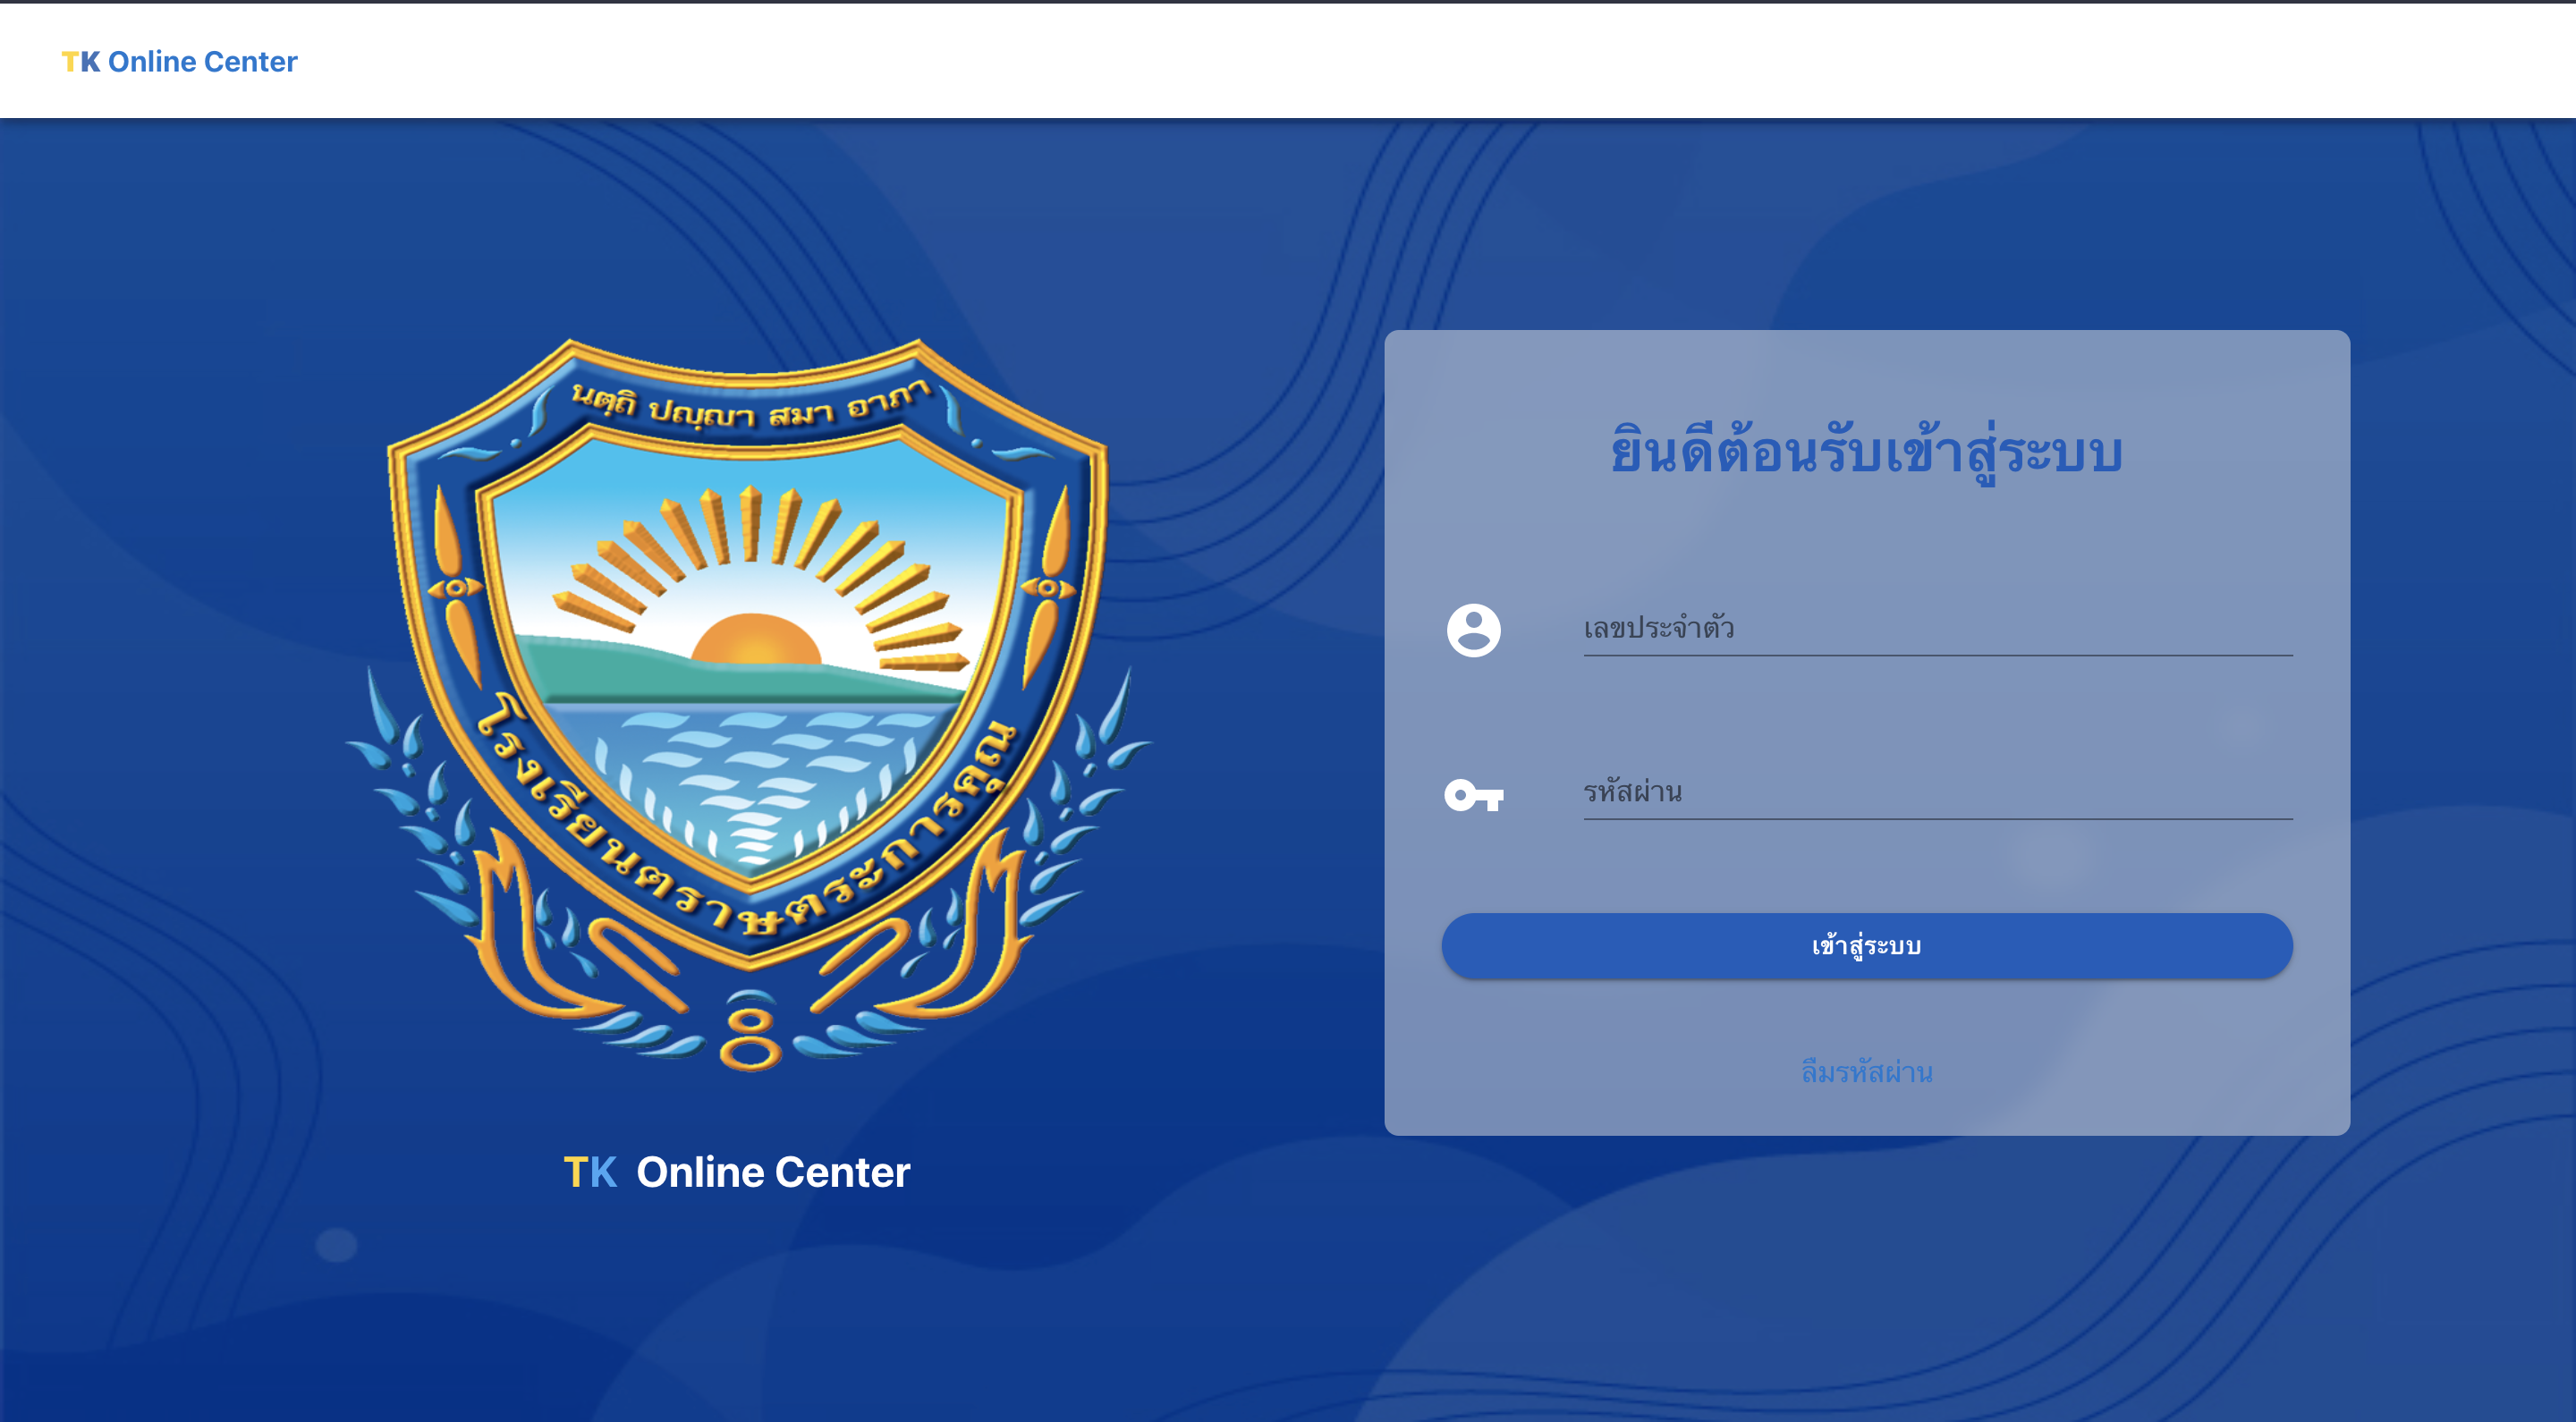 TK Online Center
นตฺถิ ปญฺญา สมา อาภา
โรงเรียนตราษตระการคุณ
TK Online Center
ยินดีต้อนรับเข้าสู่ระบบ
เลขประจำตัว
รหัสผ่าน
เข้าสู่ระบบ
ลืมรหัสผ่าน